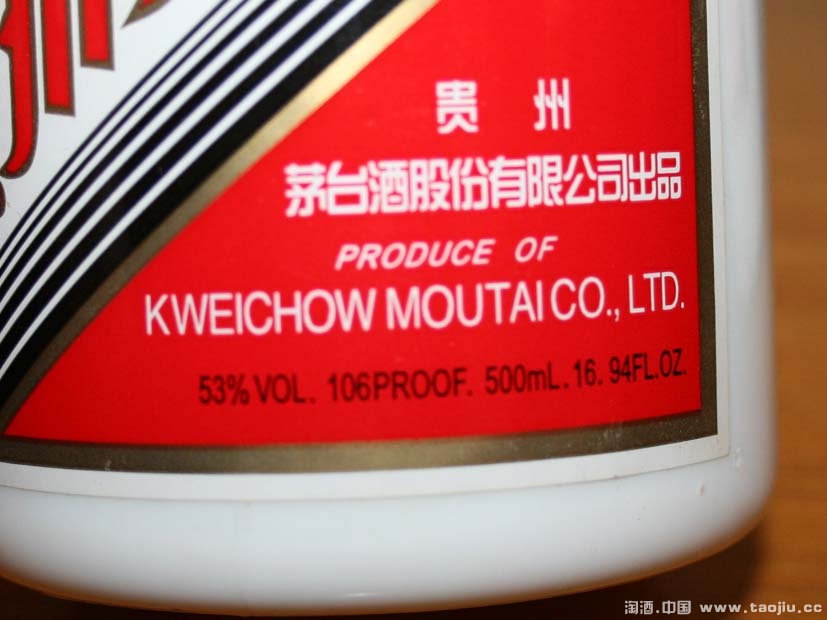 贵 州
茅台酒股份有限公司出品
PRODUCE OF
KWEICHOW MOUTAI CO., LTD.
53% VOL. 106PROOF. 500mL. 16. 94FL.OZ.
淘酒.中国 www.taojiu.cc